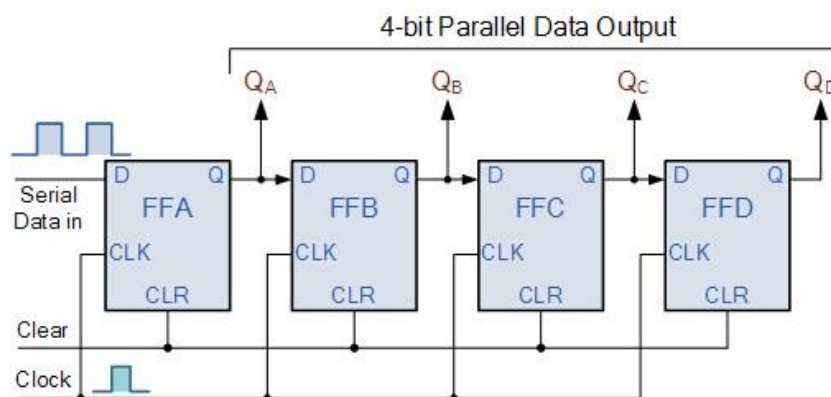 4-bit Parallel Data Output
QA QB QC QD
D Q D Q D Q D Q
Serial
Data in
FFA FFB FFC FFD
CLK CLK CLK CLK
CLR CLR CLR CLR
Clear
Clock